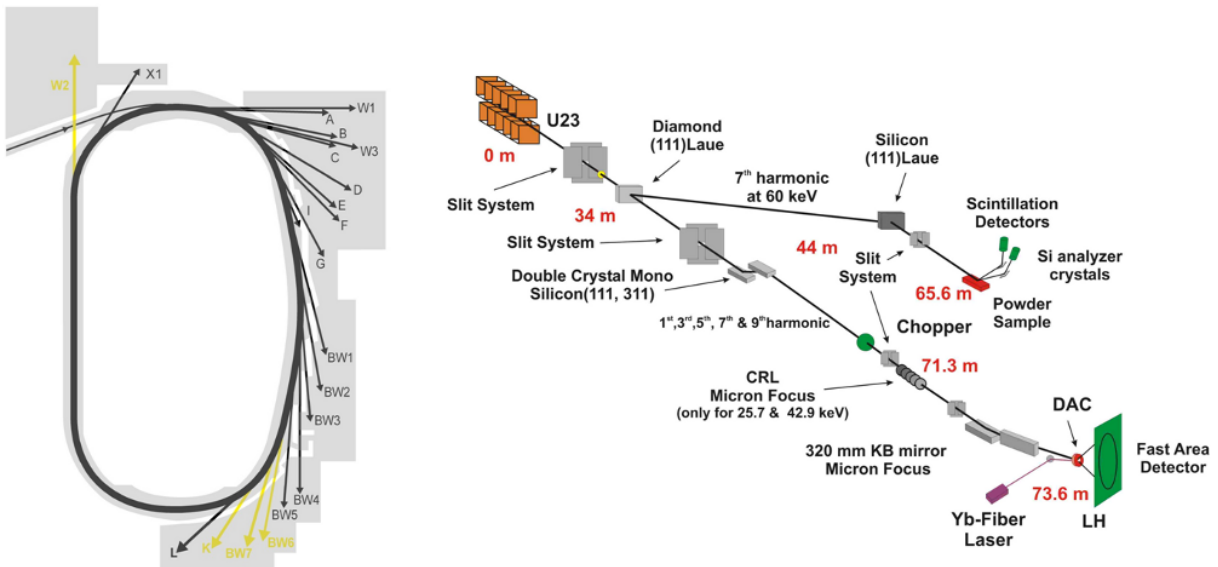 W2
X1
W1
A
B
C
W3
D
E
I
F
G
BW1
BW2
BW3
BW4
BW5
BW6
BW7
K
L
U23
0 m
Slit System
Diamond
(111)Laue
34 m
7th harmonic
at 60 keV
Silicon
(111)Laue
44 m
Slit
System
Scintillation
Detectors
Si analyzer
crystals
65.6 m
Powder
Sample
Slit System
Double Crystal Mono
Silicon(111, 311)
1st,3rd,5th, 7th & 9th harmonic
Chopper
71.3 m
CRL
Micron Focus
(only for 25.7 & 42.9 keV)
320 mm KB mirror
Micron Focus
DAC
Fast Area
Detector
73.6 m
Yb-Fiber
Laser
LH